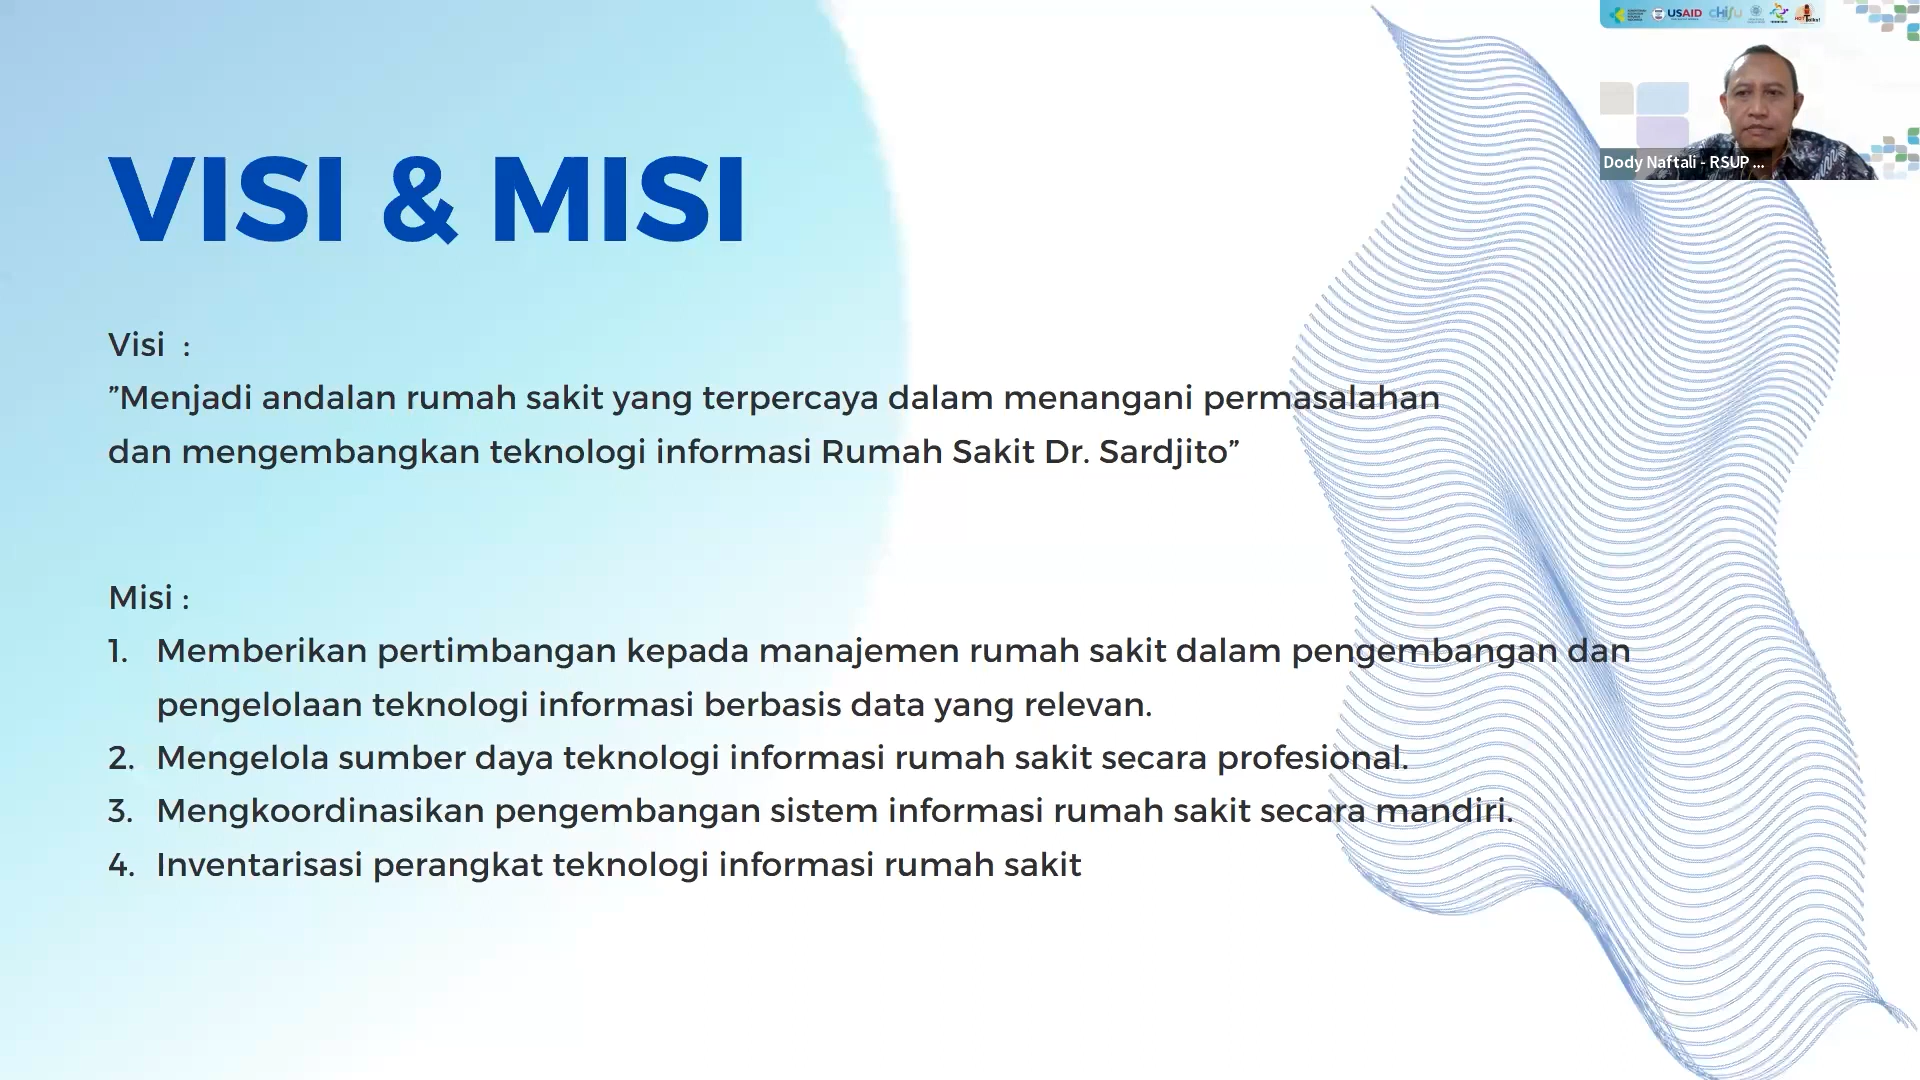 USAID
CHISU
VISI & MISI
Dody Naftali - RSUP ...
Visi :
”Menjadi andalan rumah sakit yang terpercaya dalam menangani permasalahan
dan mengembangkan teknologi informasi Rumah Sakit Dr. Sardjito”
Misi :
1. Memberikan pertimbangan kepada manajemen rumah sakit dalam pengembangan dan
pengelolaan teknologi informasi berbasis data yang relevan.
2. Mengelola sumber daya teknologi informasi rumah sakit secara profesional.
3. Mengkoordinasikan pengembangan sistem informasi rumah sakit secara mandiri.
4. Inventarisasi perangkat teknologi informasi rumah sakit